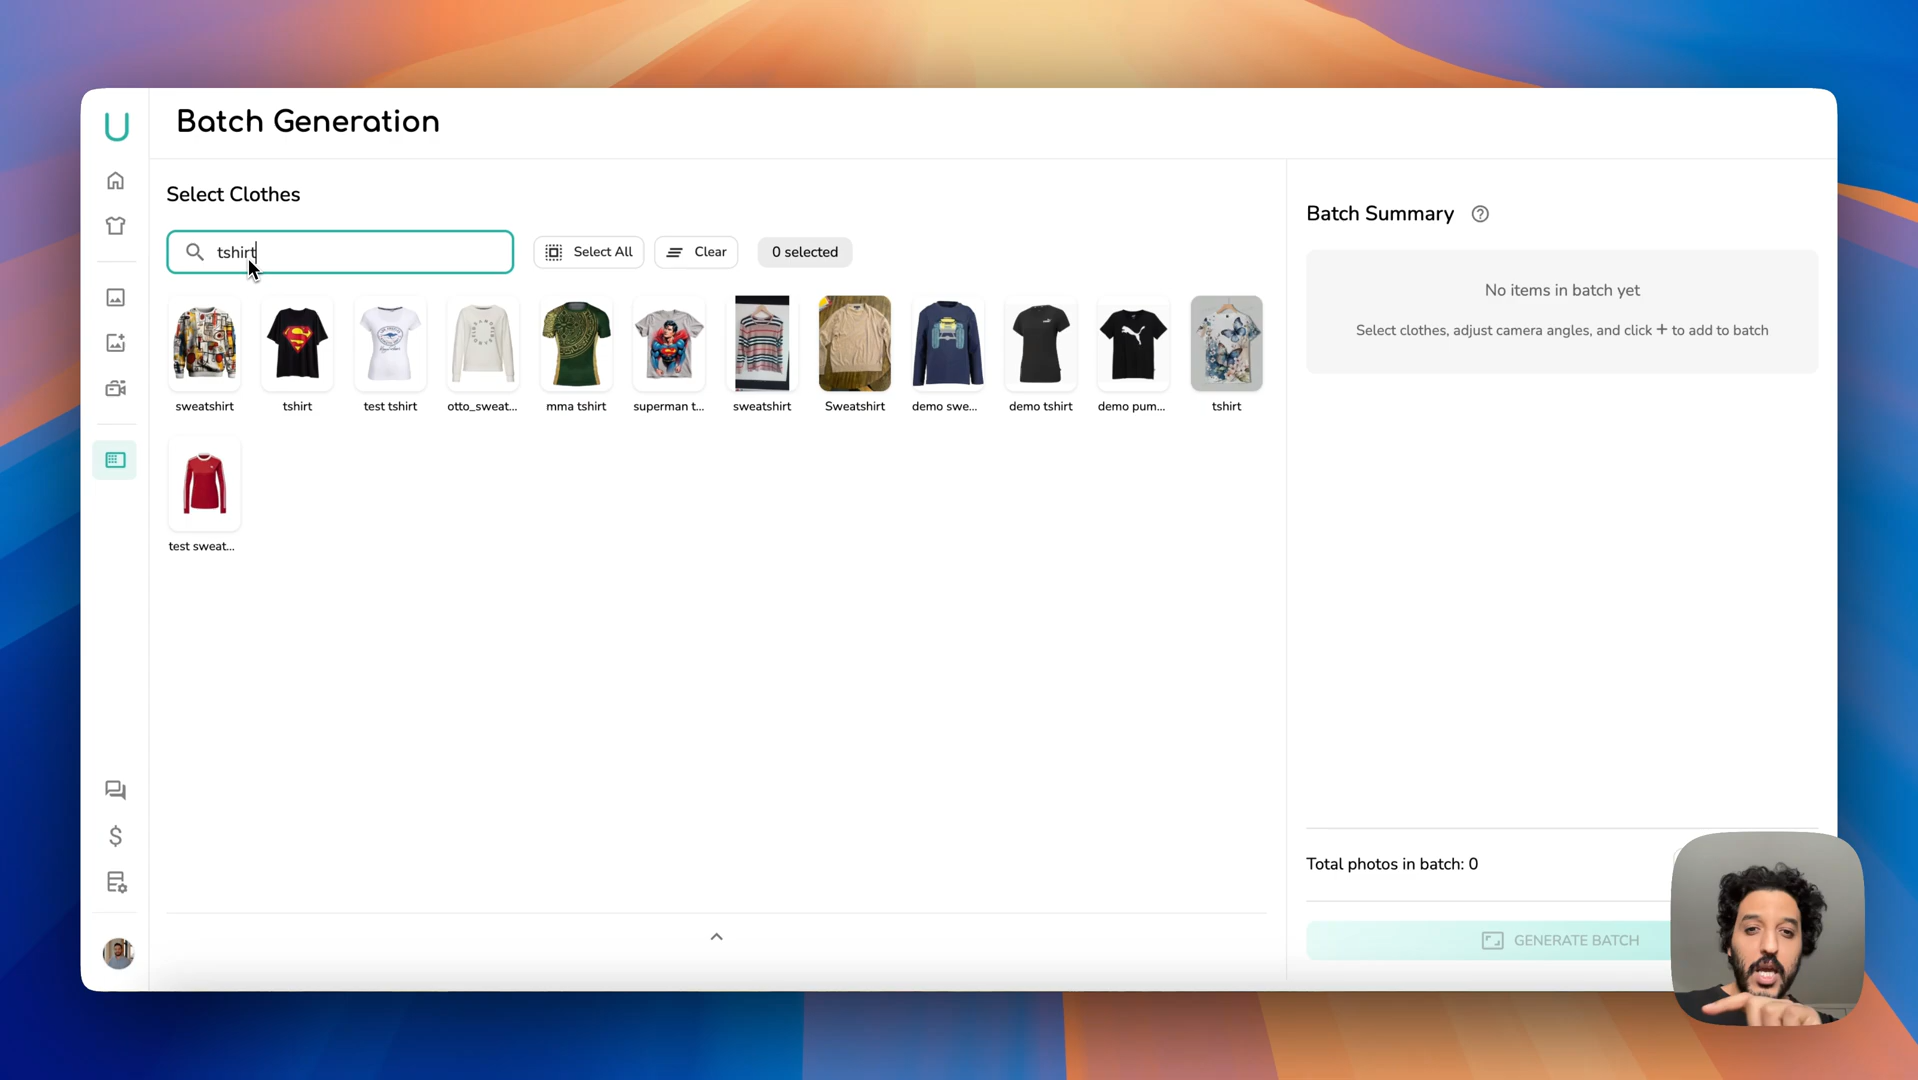 Batch Generation
Select Clothes
tshirt
Select All
Clear
0 selected
sweatshirt
tshirt
test tshirt
otto_sweat...
mma tshirt
superman t...
sweatshirt
Sweatshirt
demo swe...
demo tshirt
demo pum...
tshirt
test sweat...
Batch Summary
No items in batch yet
Select clothes, adjust camera angles, and click + to add to batch
Total photos in batch: 0
GENERATE BATCH